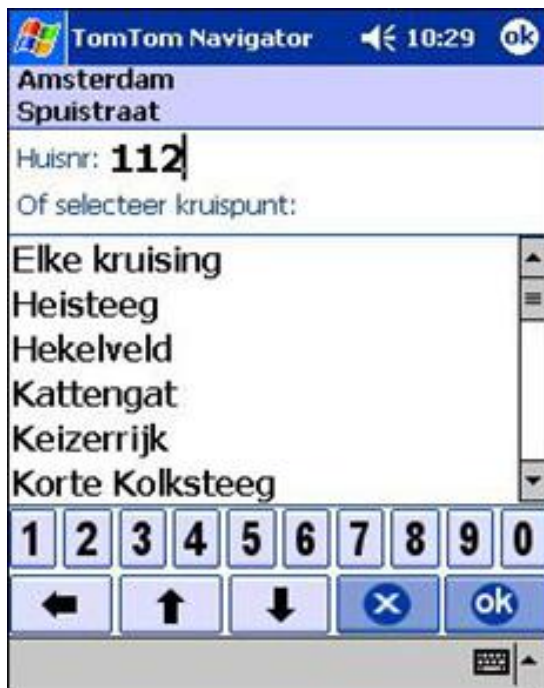 TomTom Navigator 10:29 ok
Amsterdam
Spuistraat
Huisnr: 112
Of selecteer kruispunt:
Elke kruising
Heisteeg
Hekelveld
Kattengat
Keizerrijk
Korte Kolksteeg
1 2 3 4 5 6 7 8 9 0
ok